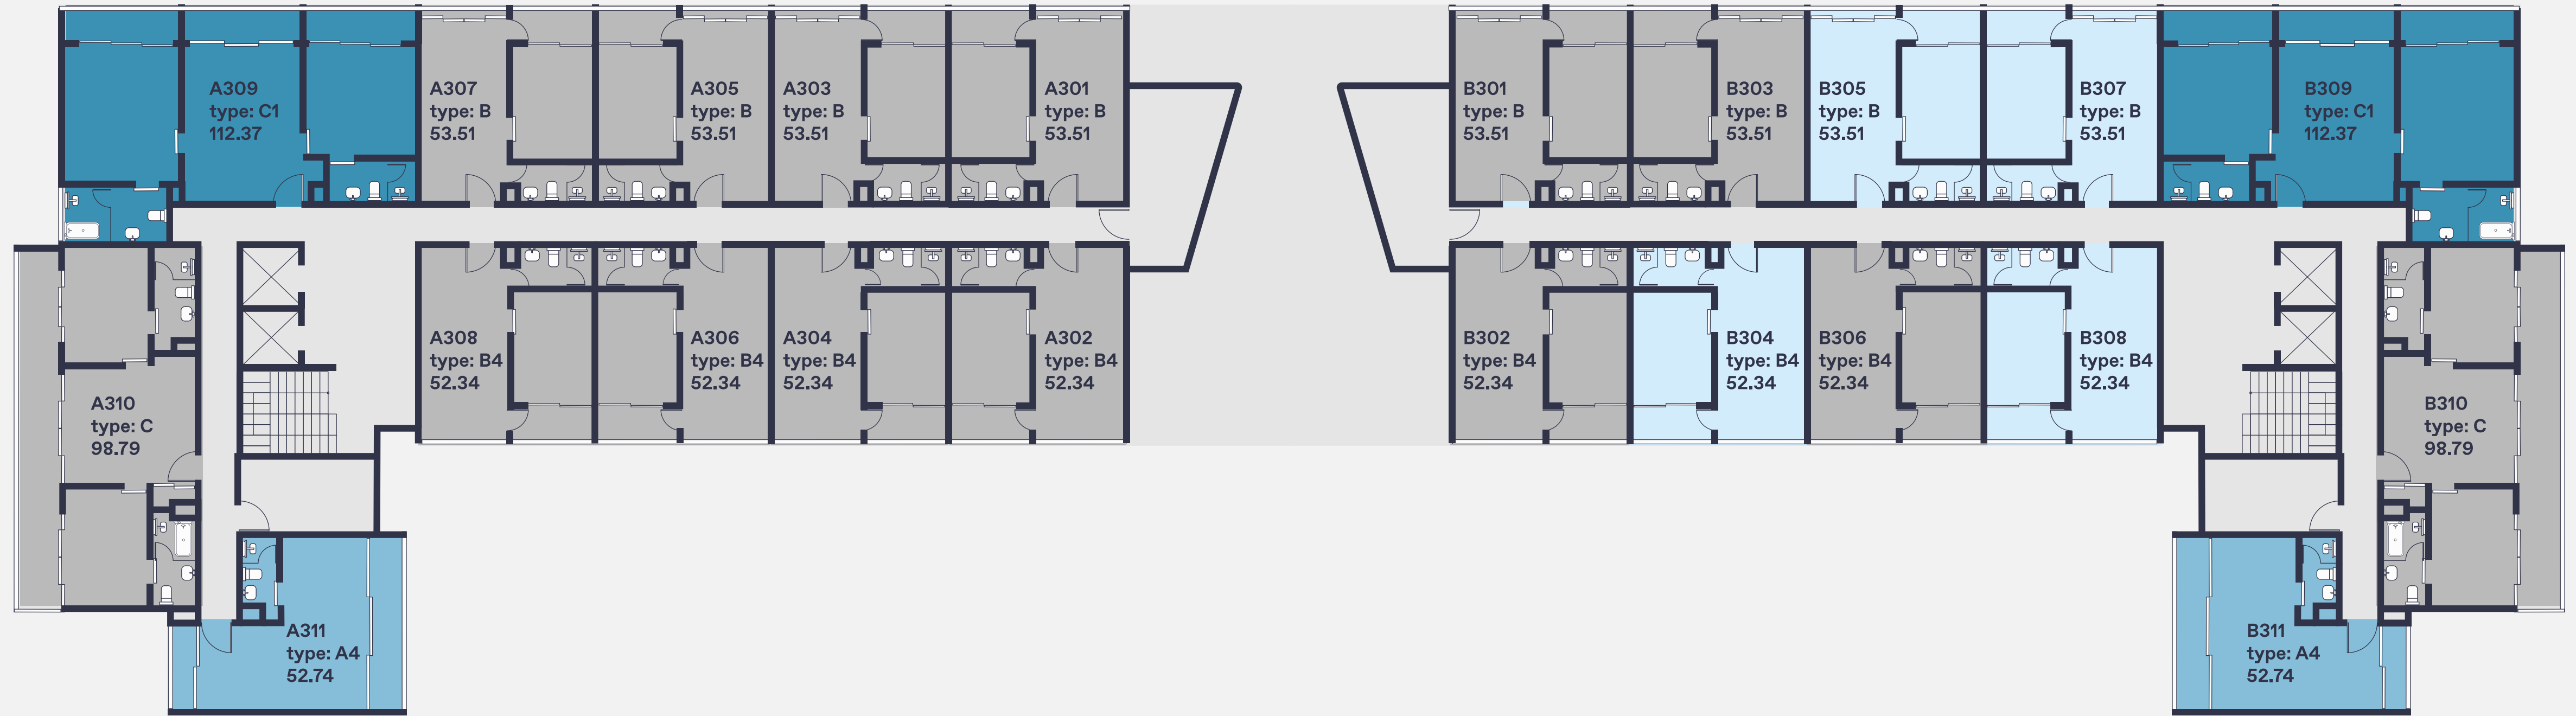 A309
type: C1
112.37
A307
type: B
53.51
A305
type: B
53.51
A303
type: B
53.51
A301
type: B
53.51
B301
type: B
53.51
B303
type: B
53.51
B305
type: B
53.51
B307
type: B
53.51
B309
type: C1
112.37
A308
type: B4
52.34
A306
type: B4
52.34
A304
type: B4
52.34
A302
type: B4
52.34
B302
type: B4
52.34
B304
type: B4
52.34
B306
type: B4
52.34
B308
type: B4
52.34
A310
type: C
98.79
B310
type: C
98.79
A311
type: A4
52.74
B311
type: A4
52.74